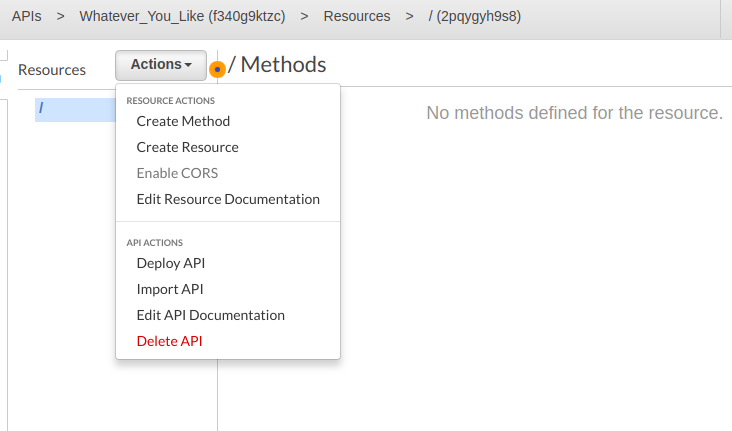 APIs > Whatever_You_Like (f340g9ktzc) > Resources > / (2pqygyh9s8)
Resources
Actions
/ Methods
/
No methods defined for the resource.
RESOURCE ACTIONS
Create Method
Create Resource
Enable CORS
Edit Resource Documentation
API ACTIONS
Deploy API
Import API
Edit API Documentation
Delete API